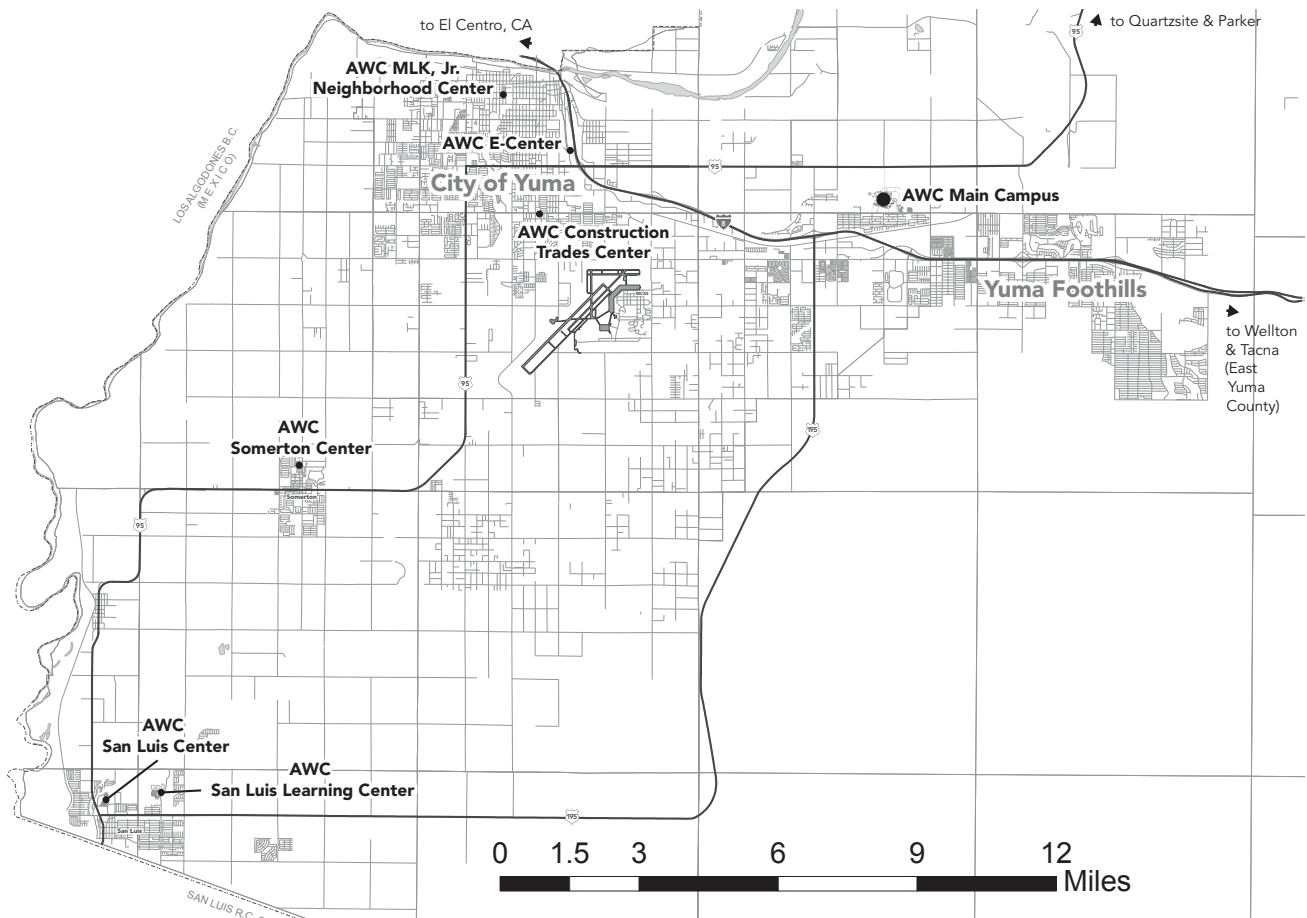 to El Centro, CA
95
to Quartzsite & Parker
AWC MLK, Jr.
Neighborhood Center
LOS ALGODONES B.C.
(MEXICO)
AWC E-Center
95
City of Yuma
AWC Main Campus
AWC Construction
Trades Center
8
Yuma Foothills
to Wellton
& Tacna
(East
Yuma
County)
95
AWC
Somerton Center
195
Somerton
95
AWC
San Luis Center
AWC
San Luis Learning Center
195
San Luis
SAN LUIS R.C.
0 1.5 3 6 9 12
Miles